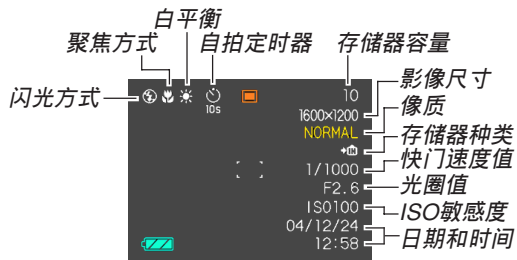 白平衡
聚焦方式 自拍定时器 存储器容量
闪光方式
10s
10
影像尺寸
1600×1200
像质
NORMAL
存储器种类
IN
快门速度值
1/1000
光圈值
F2.6
ISO敏感度
ISO100
日期和时间
04/12/24
12:58